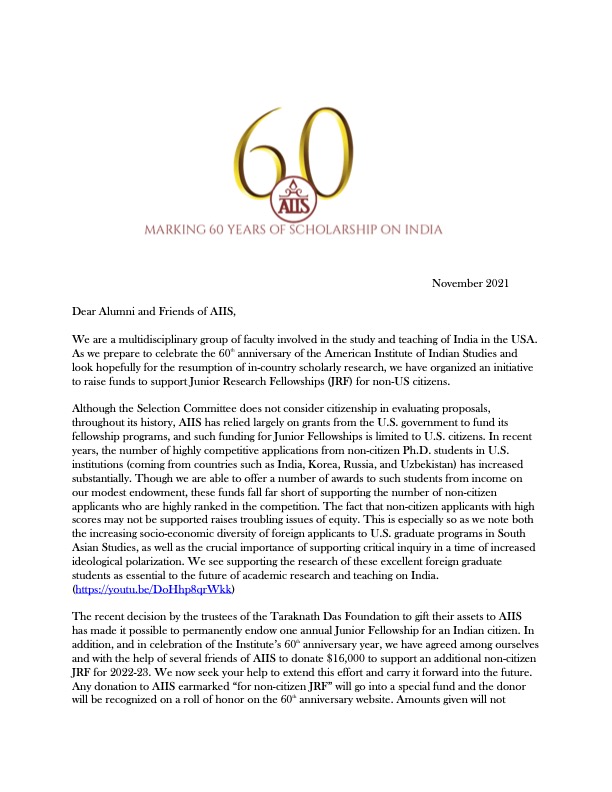 60
AIIS
MARKING 60 YEARS OF SCHOLARSHIP ON INDIA
November 2021
Dear Alumni and Friends of AIIS,
We are a multidisciplinary group of faculty involved in the study and teaching of India in the USA.
As we prepare to celebrate the 60th anniversary of the American Institute of Indian Studies and
look hopefully for the resumption of in-country scholarly research, we have organized an initiative
to raise funds to support Junior Research Fellowships (JRF) for non-US citizens.
Although the Selection Committee does not consider citizenship in evaluating proposals,
throughout its history, AIIS has relied largely on grants from the U.S. government to fund its
fellowship programs, and such funding for Junior Fellowships is limited to U.S. citizens. In recent
years, the number of highly competitive applications from non-citizen Ph.D. students in U.S.
institutions (coming from countries such as India, Korea, Russia, and Uzbekistan) has increased
substantially. Though we are able to offer a number of awards to such students from income on
our modest endowment, these funds fall far short of supporting the number of non-citizen
applicants who are highly ranked in the competition. The fact that non-citizen applicants with high
scores may not be supported raises troubling issues of equity. This is especially so as we note both
the increasing socio-economic diversity of foreign applicants to U.S. graduate programs in South
Asian Studies, as well as the crucial importance of supporting critical inquiry in a time of increased
ideological polarization. We see supporting the research of these excellent foreign graduate
students as essential to the future of academic research and teaching on India.
(https://youtu.be/DoHhp8qrWkk)
The recent decision by the trustees of the Taraknath Das Foundation to gift their assets to AIIS
has made it possible to permanently endow one annual Junior Fellowship for an Indian citizen. In
addition, and in celebration of the Institute's 60th anniversary year, we have agreed among ourselves
and with the help of several friends of AIIS to donate $16,000 to support an additional non-citizen
JRF for 2022-23. We now seek your help to extend this effort and carry it forward into the future.
Any donation to AIIS earmarked "for non-citizen JRF" will go into a special fund and the donor
will be recognized on a roll of honor on the 60th anniversary website. Amounts given will not